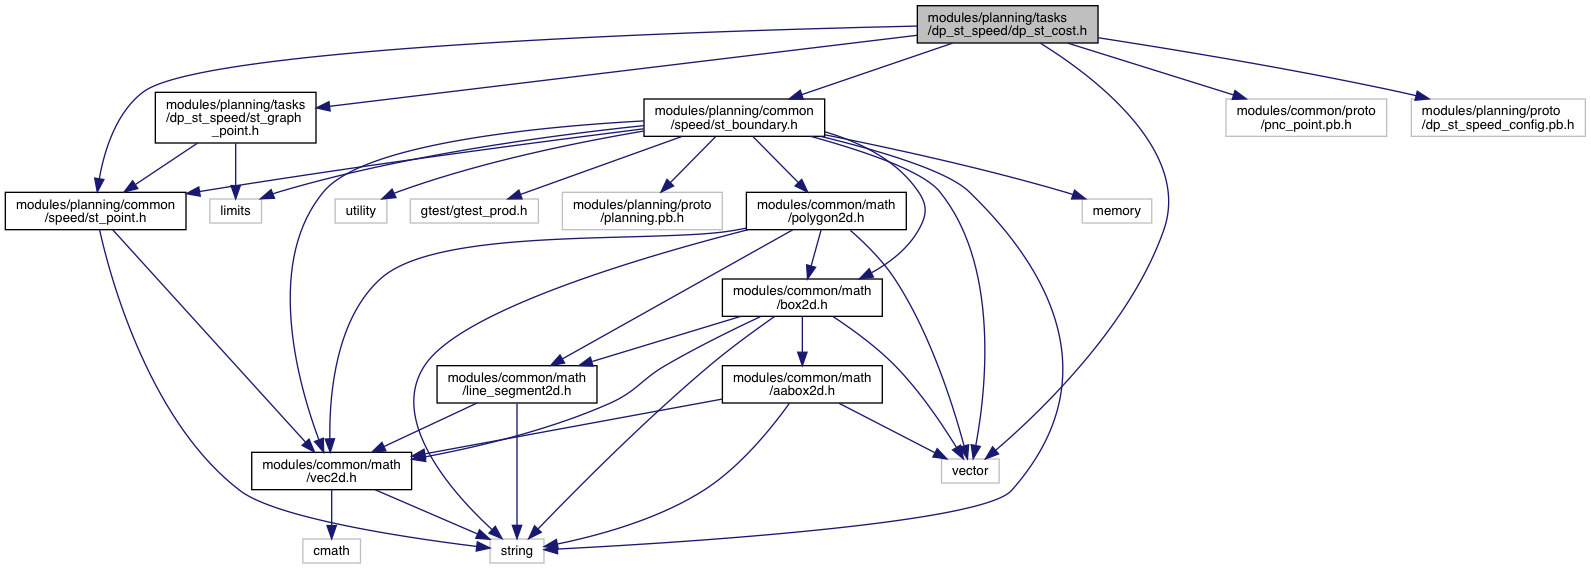 modules/planning/tasks
/dp_st_speed/dp_st_cost.h
modules/planning/tasks
/dp_st_speed/st_graph
_point.h
modules/planning/common
/speed/st_boundary.h
modules/common/proto
/pnc_point.pb.h
modules/planning/proto
/dp_st_speed_config.pb.h
modules/planning/common
/speed/st_point.h
limits
utility
gtest/gtest_prod.h
modules/planning/proto
/planning.pb.h
modules/common/math
/polygon2d.h
memory
modules/common/math
/box2d.h
modules/common/math
/line_segment2d.h
modules/common/math
/aabox2d.h
modules/common/math
/vec2d.h
vector
cmath
string